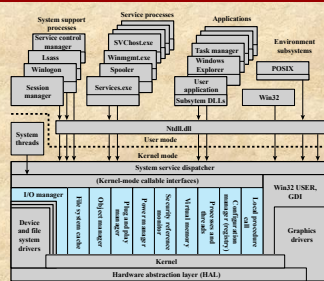 System support
processes
Service processes
Applications
Environment
subsystems
Service control
manager
Lsass
Winlogon
Session
manager
SVChost.exe
Winmgmt.exe
Spooler
Services.exe
Task manager
Windows
Explorer
User
application
Subsytem DLLs
POSIX
Win32
System
threads
Ntdll.dll
User mode
Kernel mode
System service dispatcher
(Kernel-mode callable interfaces)
Win32 USER,
GDI
I/O manager
Device
and file
system
drivers
File system cache
Object manager
Plug and play
manager
Power manager
Security reference
monitor
Virtual memory
Processes and
threads
Configuration
manager (registry)
Local procedure
call
Graphics
drivers
Kernel
Hardware abstraction layer (HAL)